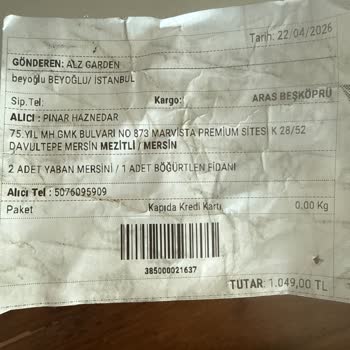 Tarih: 22/04/2026
GÖNDEREN: ALZ GARDEN
beyoğlu BEYOĞLU/ İSTANBUL
Sip.Tel: Kargo: ARAS BEŞKÖPRÜ
ALICI : PINAR HAZNEDAR
75.YIL MH GMK BULVARI NO 873 MARVISTA PREMIUM SİTESİ K 28/52
DAVULTEPE MERSİN MEZİTLİ / MERSİN
2 ADET YABAN MERSİNİ / 1 ADET BÖĞÜRTLEN FİDANI
Alıcı Tel : 5076095909
Paket Kapıda Kredi Kartı 0,00 Kg
385000021637
TUTAR: 1.049,00 TL